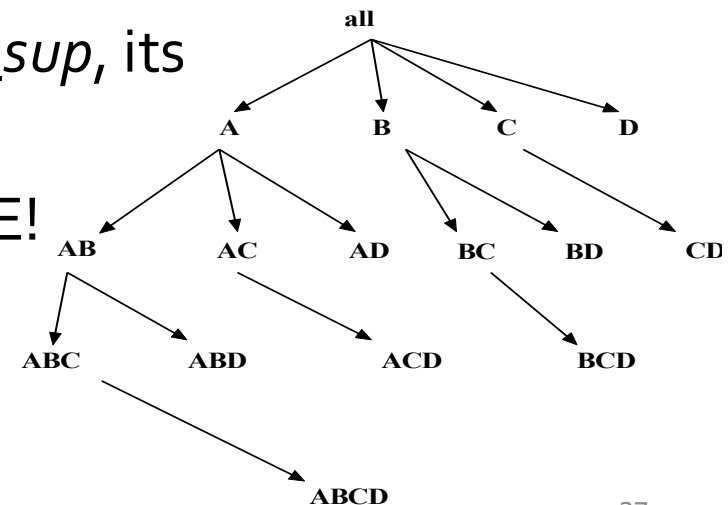 all
sup, its
A B C D
E!
AB AC AD BC BD CD
ABC ABD ACD BCD
ABCD